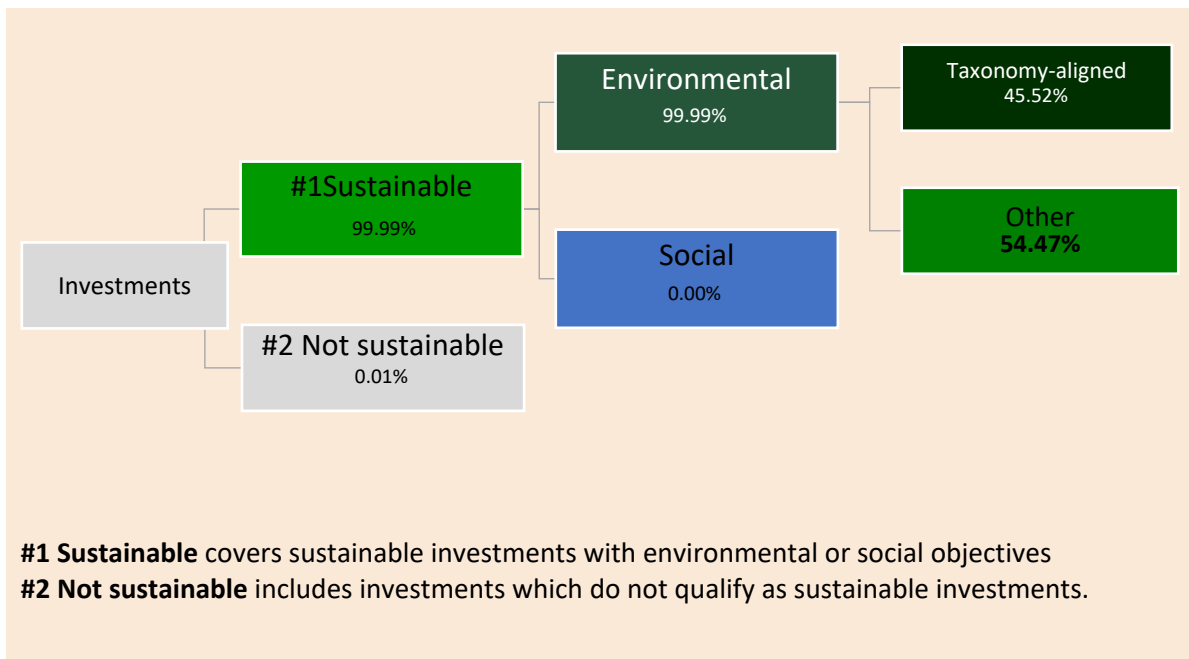 Investments
#1Sustainable
99.99%
#2 Not sustainable
0.01%
Environmental
99.99%
Social
0.00%
Taxonomy-aligned
45.52%
Other
54.47%
#1 Sustainable covers sustainable investments with environmental or social objectives
#2 Not sustainable includes investments which do not qualify as sustainable investments.